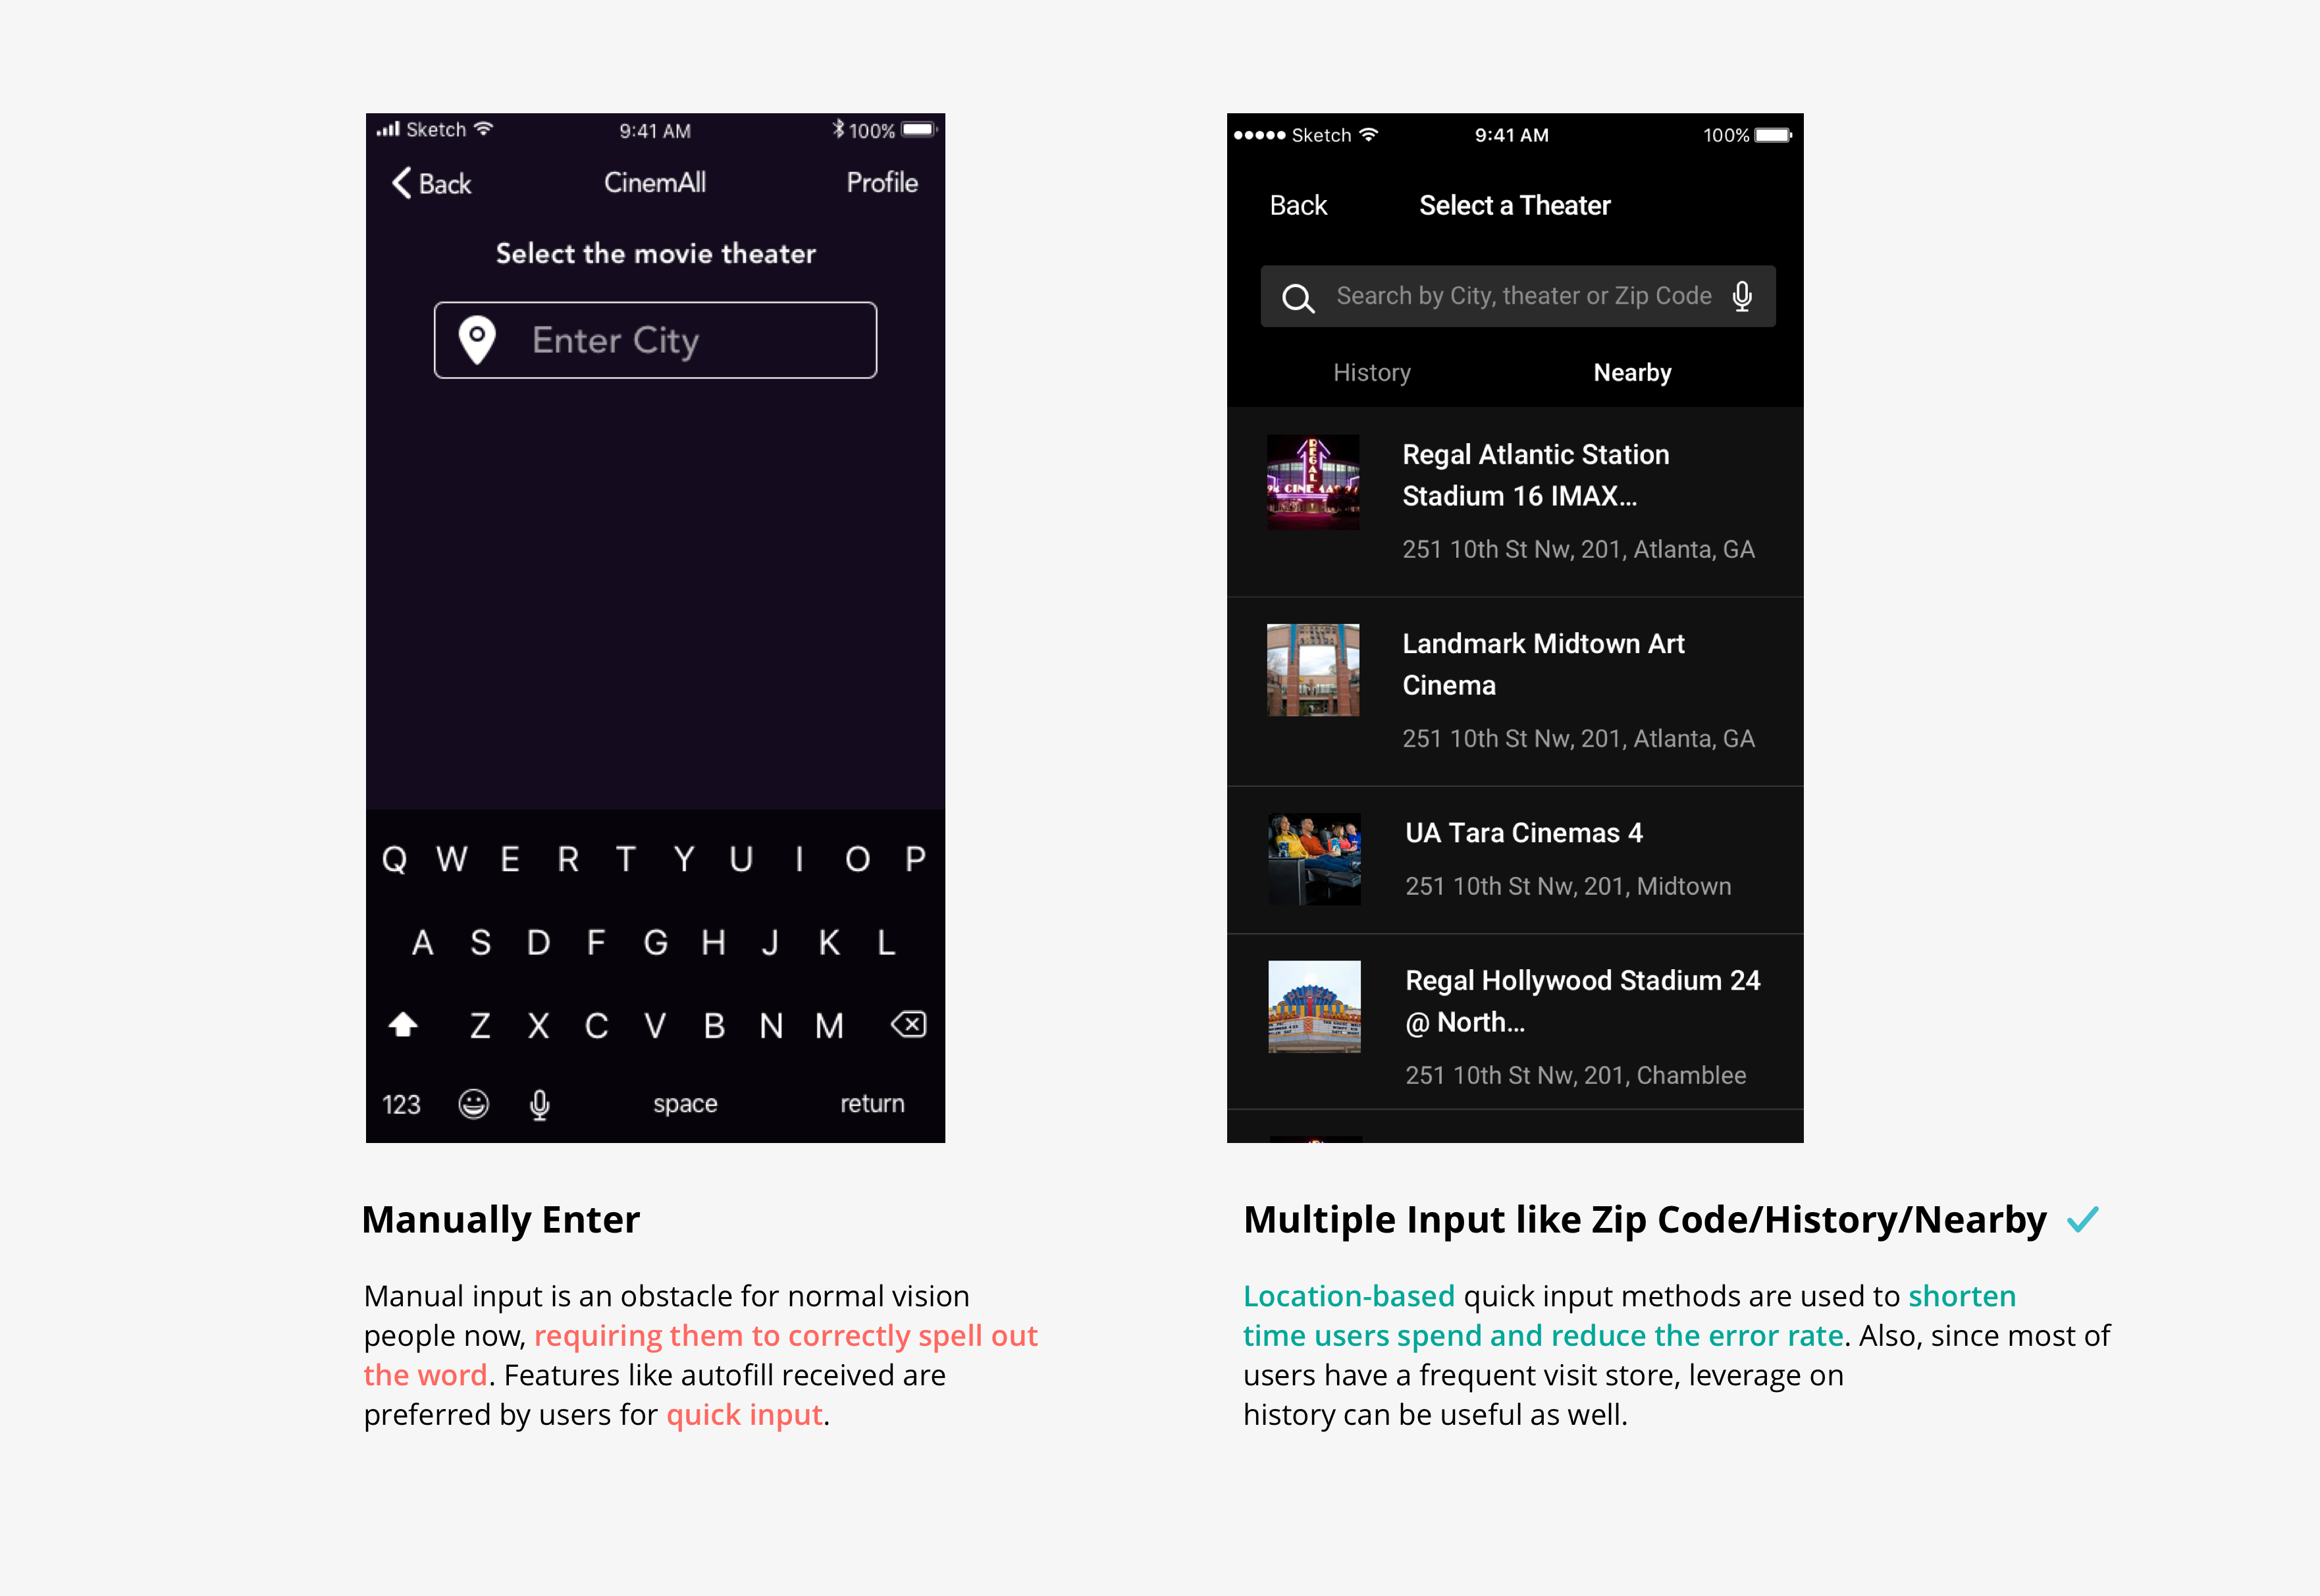 Sketch
9:41 AM
100%
Back
CinemAll
Profile
Select the movie theater
Enter City
Q W E R T Y U I O P
A S D F G H J K L
Z X C V B N M
123
space
return
Manually Enter
Manual input is an obstacle for normal vision
people now, requiring them to correctly spell out
the word. Features like autofill received are
preferred by users for quick input.
Sketch
9:41 AM
100%
Back
Select a Theater
Search by City, theater or Zip Code
History
Nearby
REGAL
CINE
Regal Atlantic Station
Stadium 16 IMAX...
251 10th St Nw, 201, Atlanta, GA
Landmark Midtown Art
Cinema
251 10th St Nw, 201, Atlanta, GA
UA Tara Cinemas 4
251 10th St Nw, 201, Midtown
Regal Hollywood Stadium 24
@ North...
251 10th St Nw, 201, Chamblee
Multiple Input like Zip Code/History/Nearby
Location-based quick input methods are used to shorten
time users spend and reduce the error rate. Also, since most of
users have a frequent visit store, leverage on
history can be useful as well.